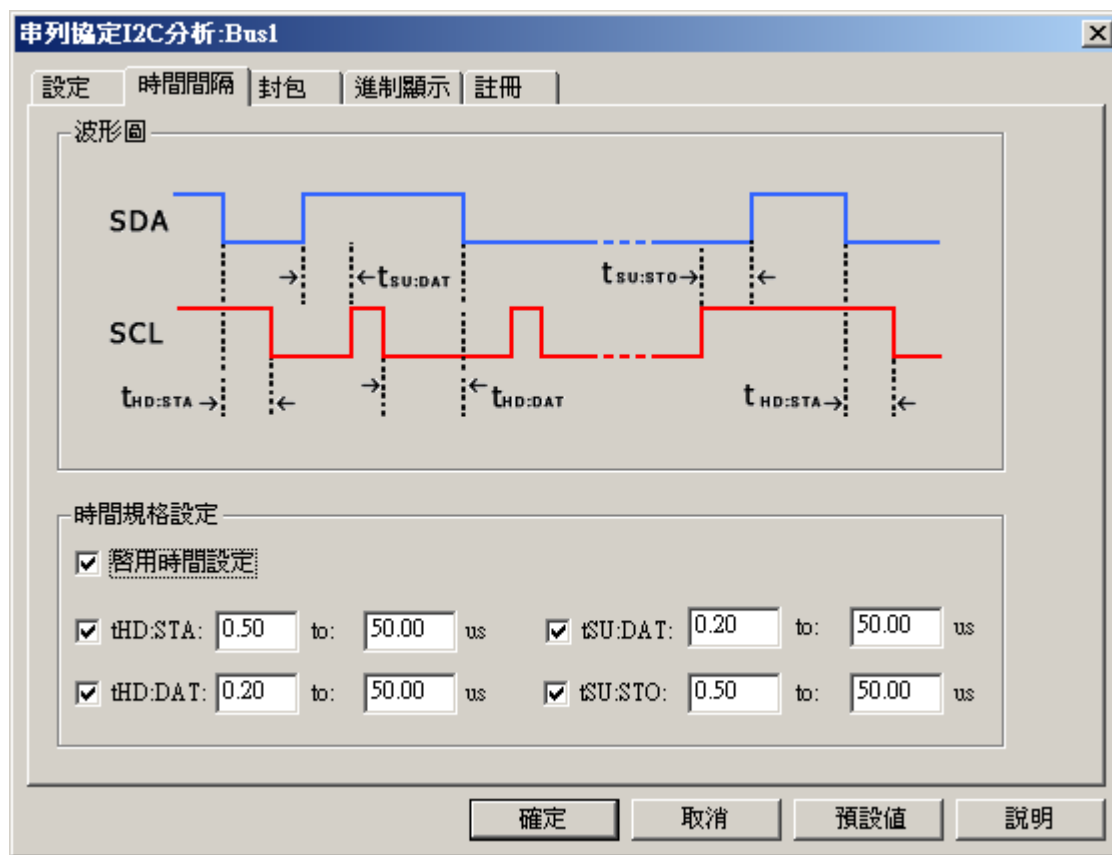 串列協定I2C分析:Bus1
設定 時間間隔 封包 進制顯示 註冊
波形圖
SDA
tSU:DAT tSU:STO
SCL
tHD:STA tHD:DAT tHD:STA
時間規格設定
啓用時間設定
tHD:STA: 0.50 to: 50.00 us tSU:DAT: 0.20 to: 50.00 us
tHD:DAT: 0.20 to: 50.00 us tSU:STO: 0.50 to: 50.00 us
確定 取消 預設值 說明